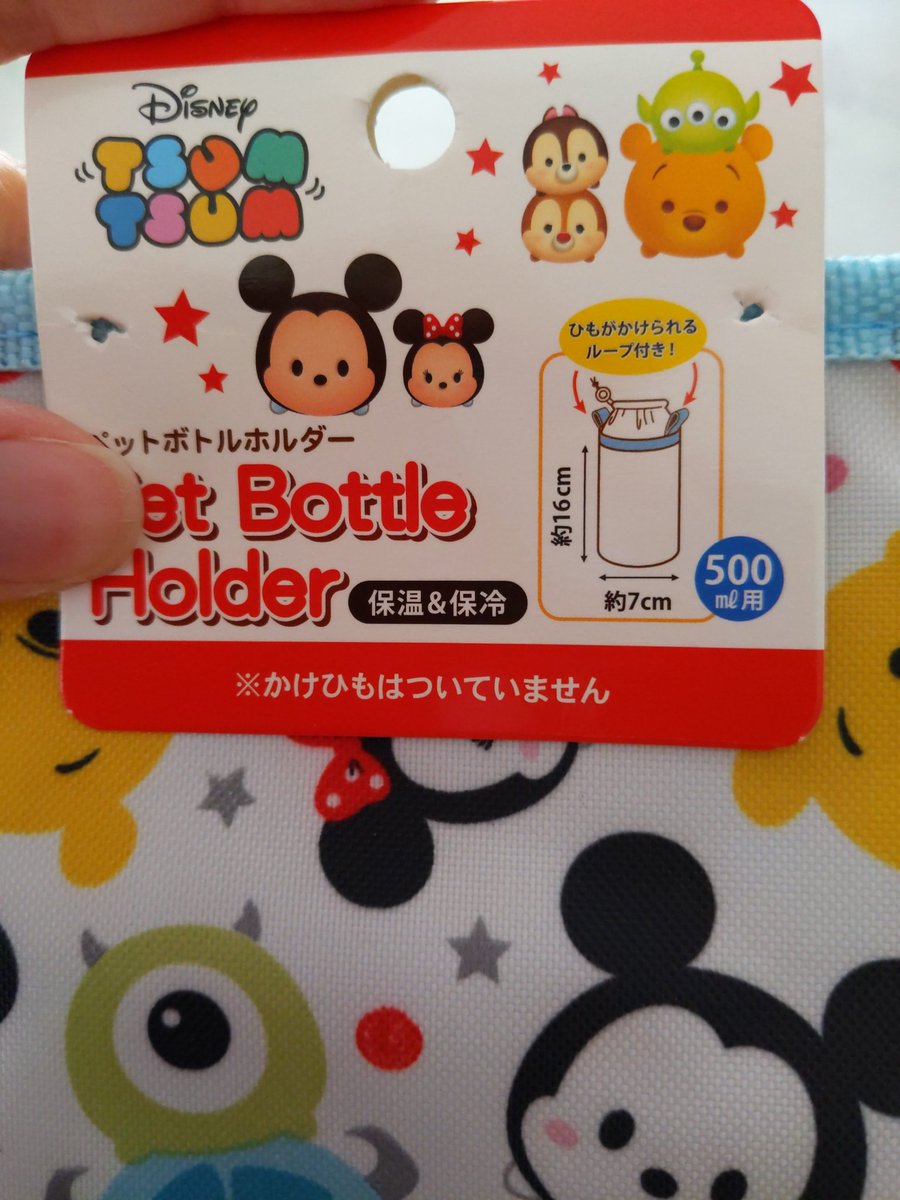 Disney
TSUM
TSUM
ひもがかけられる
ループ付き!
ットボトルホルダー
et Bottle
Holder
保温&保冷
約16cm
約7cm
500
ml用
※かけひもはついていません